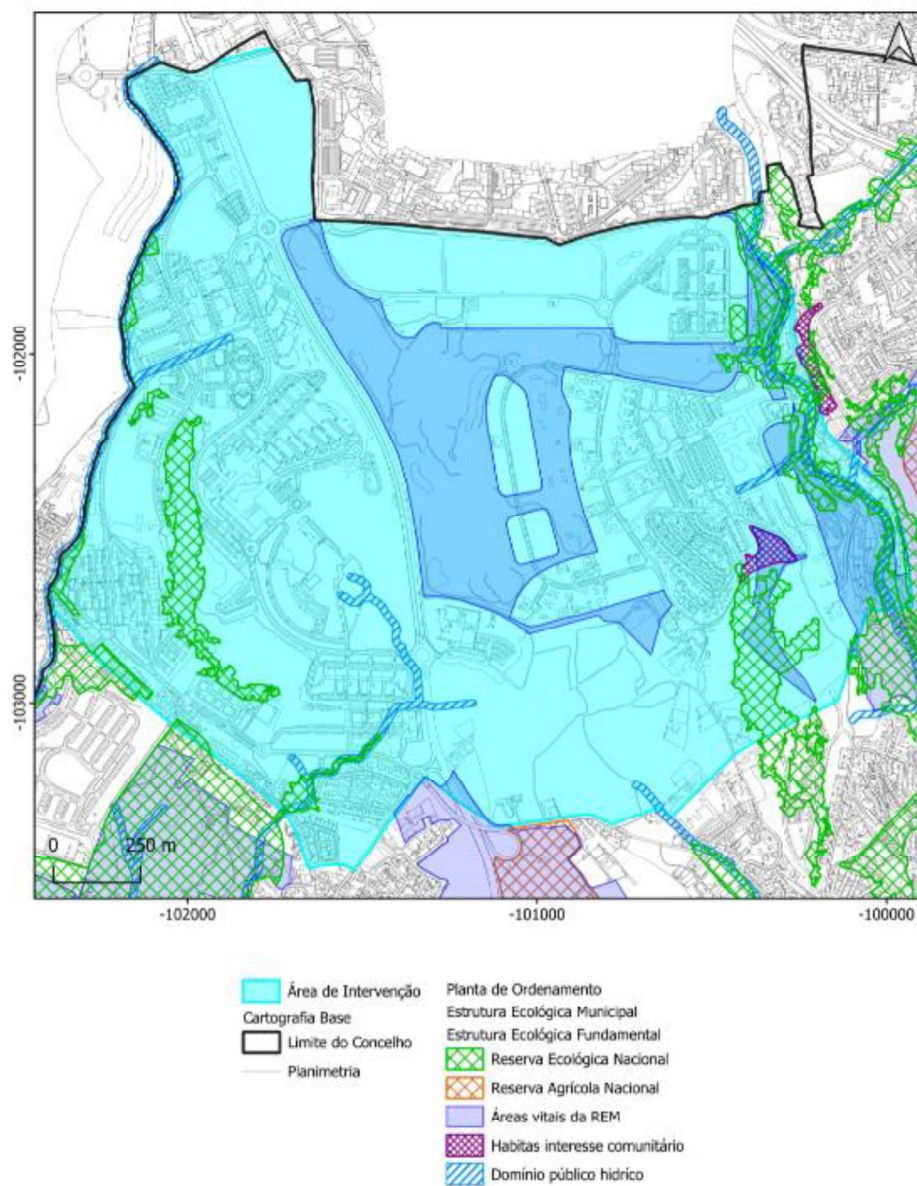 -102000
-103000
0 250 m
-102000 -101000 -100000
Área de Intervenção
Cartografia Base
Limite do Concelho
Planimetria
Planta de Ordenamento
Estrutura Ecológica Municipal
Estrutura Ecológica Fundamental
Reserva Ecológica Nacional
Reserva Agrícola Nacional
Áreas vitais da REM
Habitas interesse comunitário
Domínio público hidríco